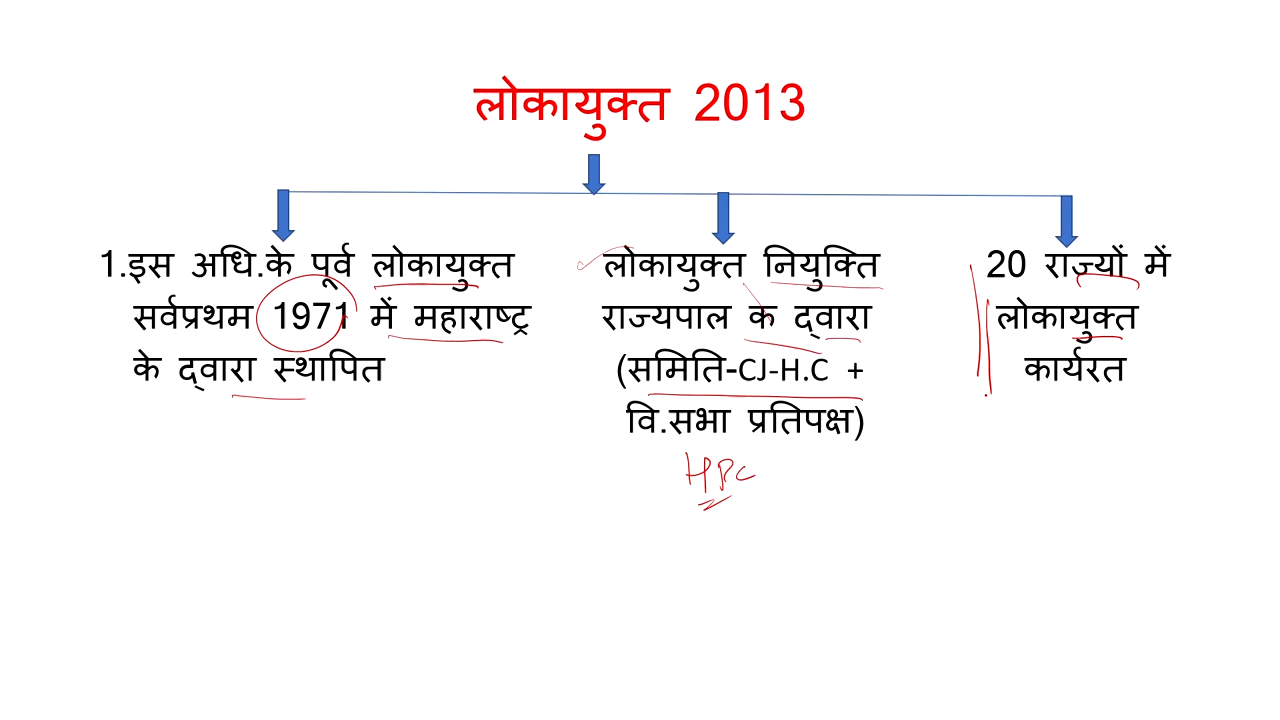 लोकायुक्त 2013
1.इस अधि.के पूर्व लोकायुक्त
सर्वप्रथम 1971 में महाराष्ट्र
के द्वारा स्थापित
लोकायुक्त नियुक्ति
राज्यपाल के द्वारा
(समिति-CJ-H.C +
वि.सभा प्रतिपक्ष)
HPC
20 राज्यों में
लोकायुक्त
कार्यरत